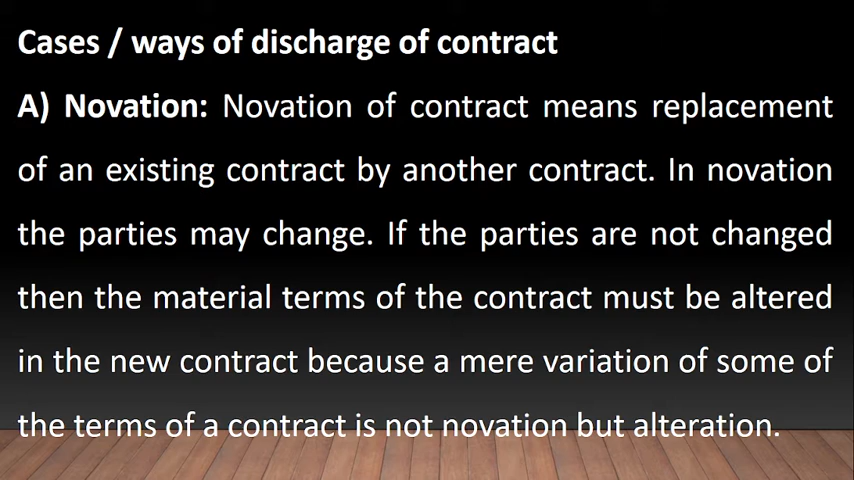 Cases / ways of discharge of contract
A) Novation: Novation of contract means replacement
of an existing contract by another contract. In novation
the parties may change. If the parties are not changed
then the material terms of the contract must be altered
in the new contract because a mere variation of some of
the terms of a contract is not novation but alteration.